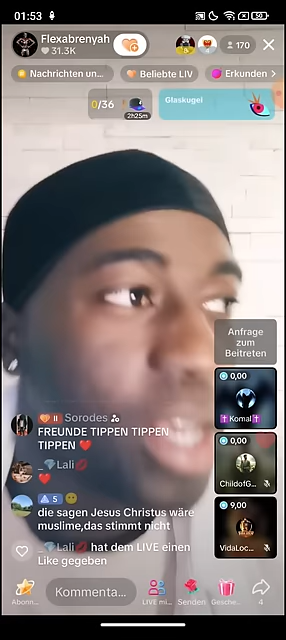 01:53
50
Flexabrenyah
31.3K
170
Nachrichten un...
Beliebte LIV
Erkunden
0/36
2h25m
Glaskugel
Anfrage
zum
Beitreten
0,00
✝️Komal✝️
0,00
ChildofG...
9,00
VidaLoc...
II Sorodes
FREUNDE TIPPEN TIPPEN
TIPPEN ❤️
_💎Lali💋
❤️
5
die sagen Jesus Christus wäre
muslime,das stimmt nicht
_💎Lali💋 hat dem LIVE einen
Like gegeben
Abonn...
Kommenta...
LIVE mi...
Senden
Gesche...
4